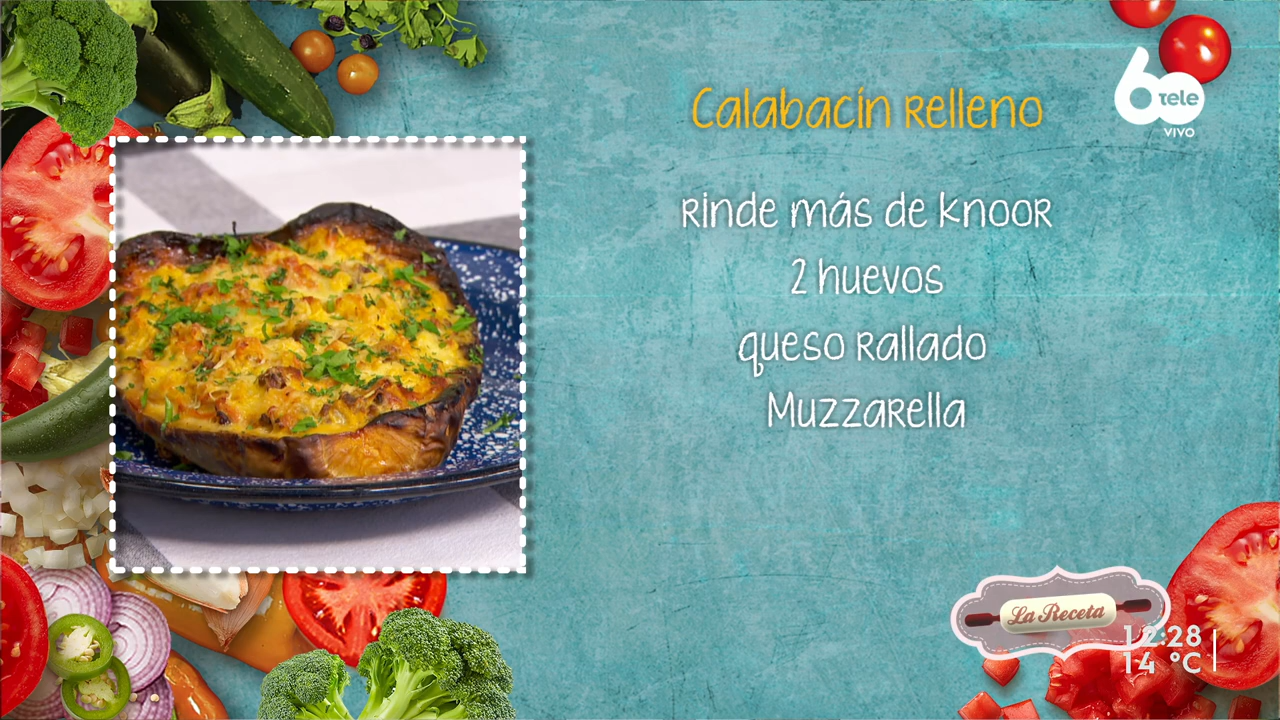 Calabacín Relleno
Rinde más de Knoor
2 huevos
queso Rallado
Muzzarella
6 Tele
VIVO
La Receta
12:28
14 °C